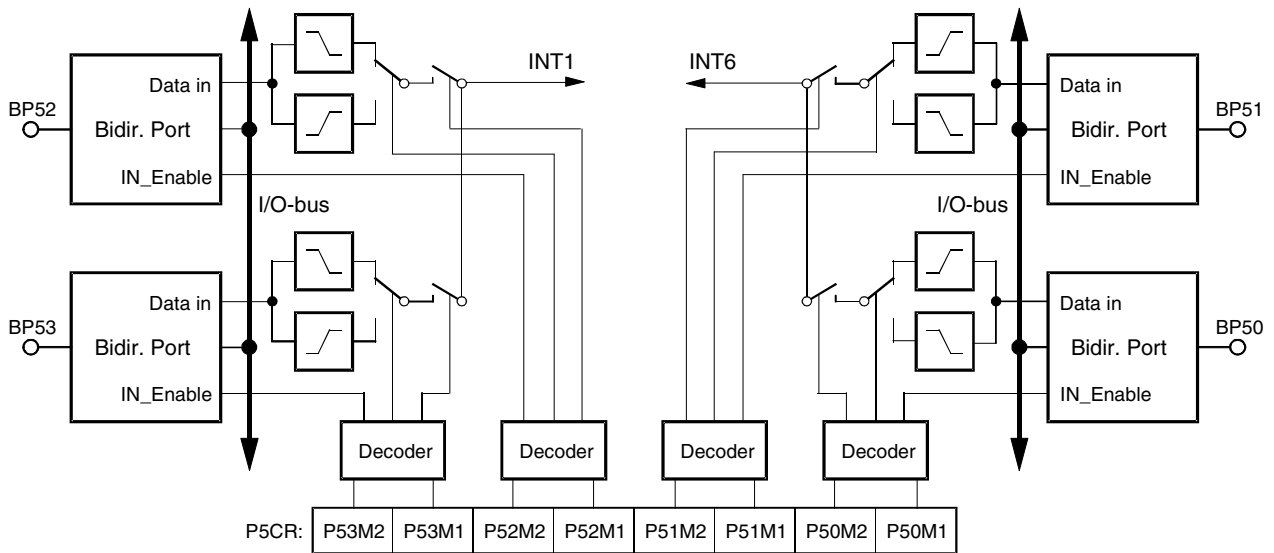 INT1
INT6
Data in
Data in
BP52
BP51
Bidir. Port
Bidir. Port
IN_Enable
IN_Enable
I/O-bus
I/O-bus
Data in
Data in
BP53
BP50
Bidir. Port
Bidir. Port
IN_Enable
IN_Enable
Decoder
Decoder
Decoder
Decoder
P5CR: P53M2 P53M1 P52M2 P52M1 P51M2 P51M1 P50M2 P50M1